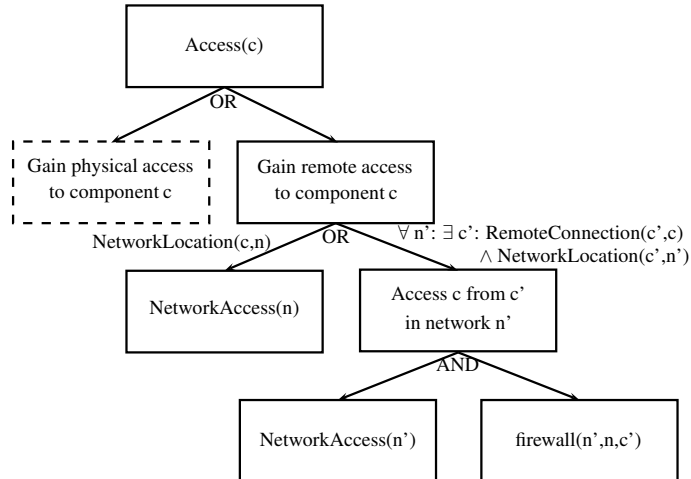 Access(c)
OR
Gain physical access
to component c
Gain remote access
to component c
NetworkLocation(c,n)
OR
∀ n’: ∃ c’: RemoteConnection(c’,c)
∧ NetworkLocation(c’,n’)
NetworkAccess(n)
Access c from c’
in network n’
AND
NetworkAccess(n’)
firewall(n’,n,c’)